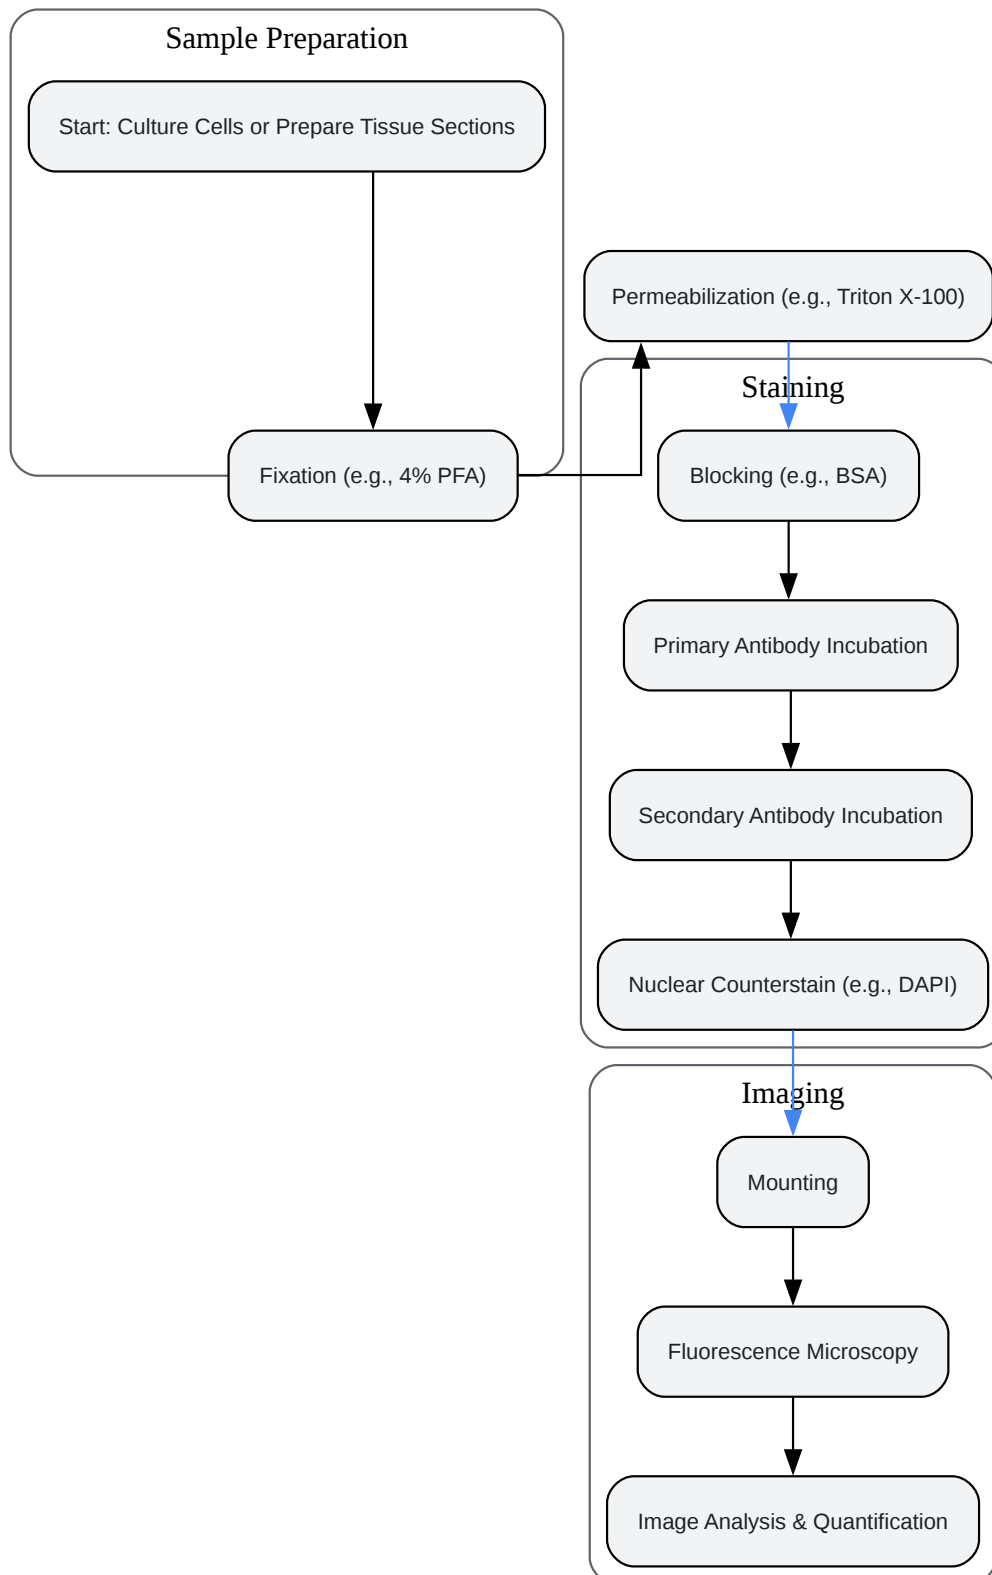 Sample Preparation
Start: Culture Cells or Prepare Tissue Sections
Permeabilization (e.g., Triton X-100)
Staining
Fixation (e.g., 4% PFA)
Blocking (e.g., BSA)
Primary Antibody Incubation
Secondary Antibody Incubation
Nuclear Counterstain (e.g., DAPI)
Imaging
Mounting
Fluorescence Microscopy
Image Analysis & Quantification